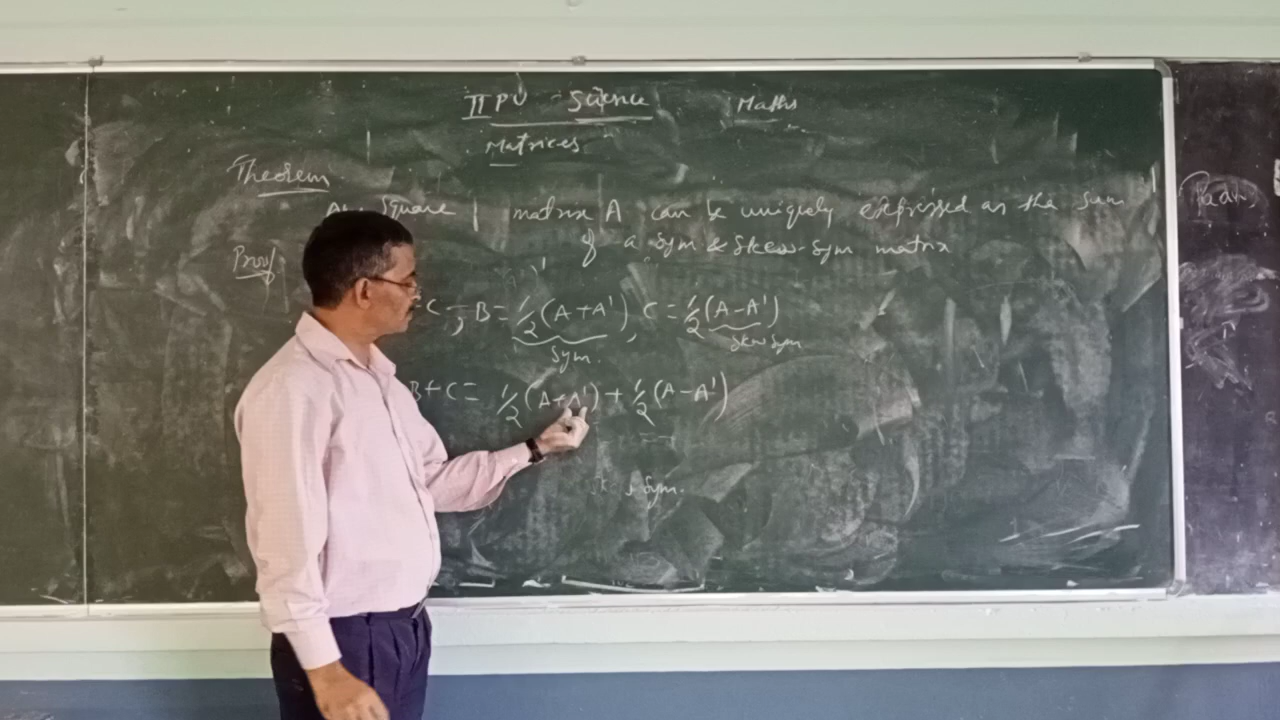 II PU Science Maths
Matrices
Theorem
Square matrix A can be uniquely expressed as the sum
of a Sym & Skew-Sym matrix
Proof
C, B = 1/2 (A + A'), C = 1/2 (A - A')
Sym. Skew Sym
B + C = 1/2 (A + A') + 1/2 (A - A')
Sym.